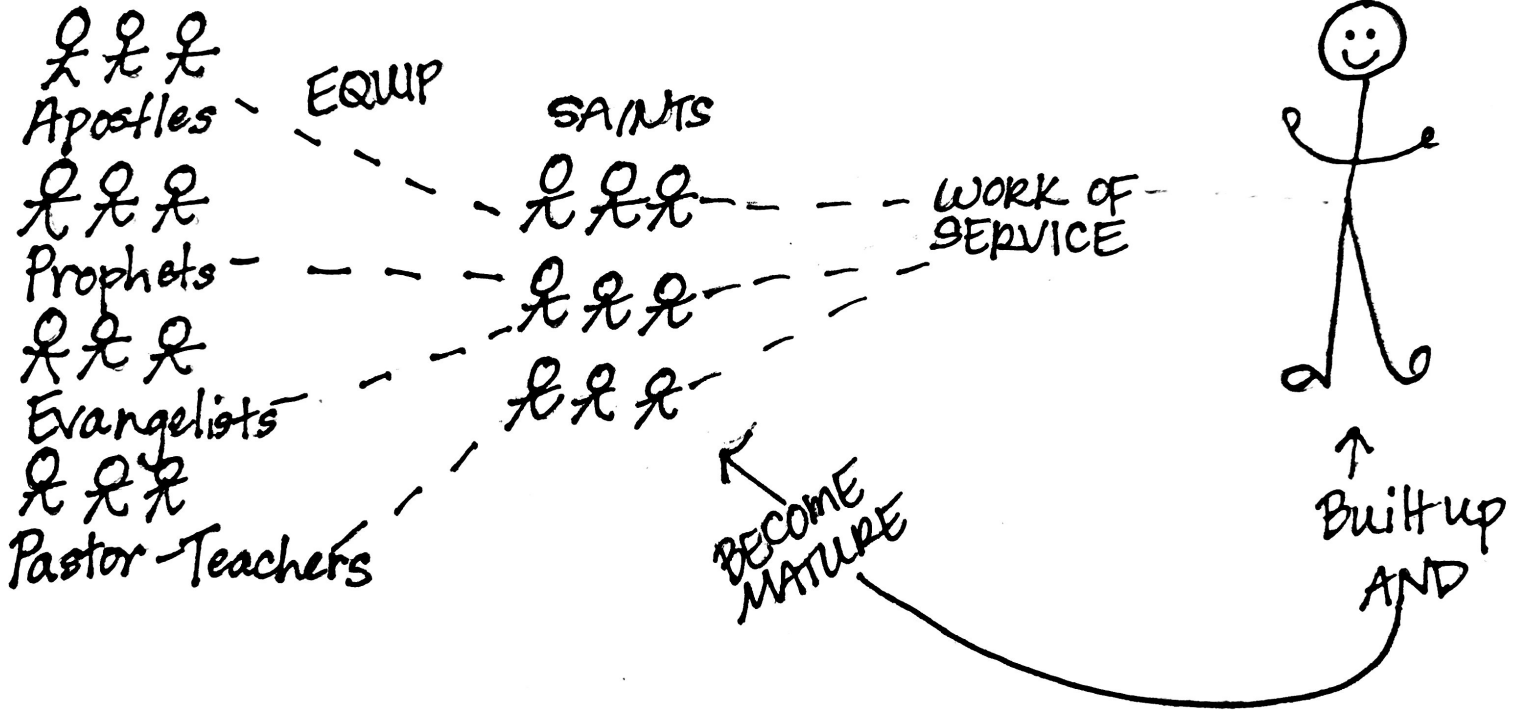 Apostles
EQUIP
SAINTS
Prophets
WORK OF
SERVICE
Evangelists
Pastor-Teachers
BECOME
MATURE
Built up
AND